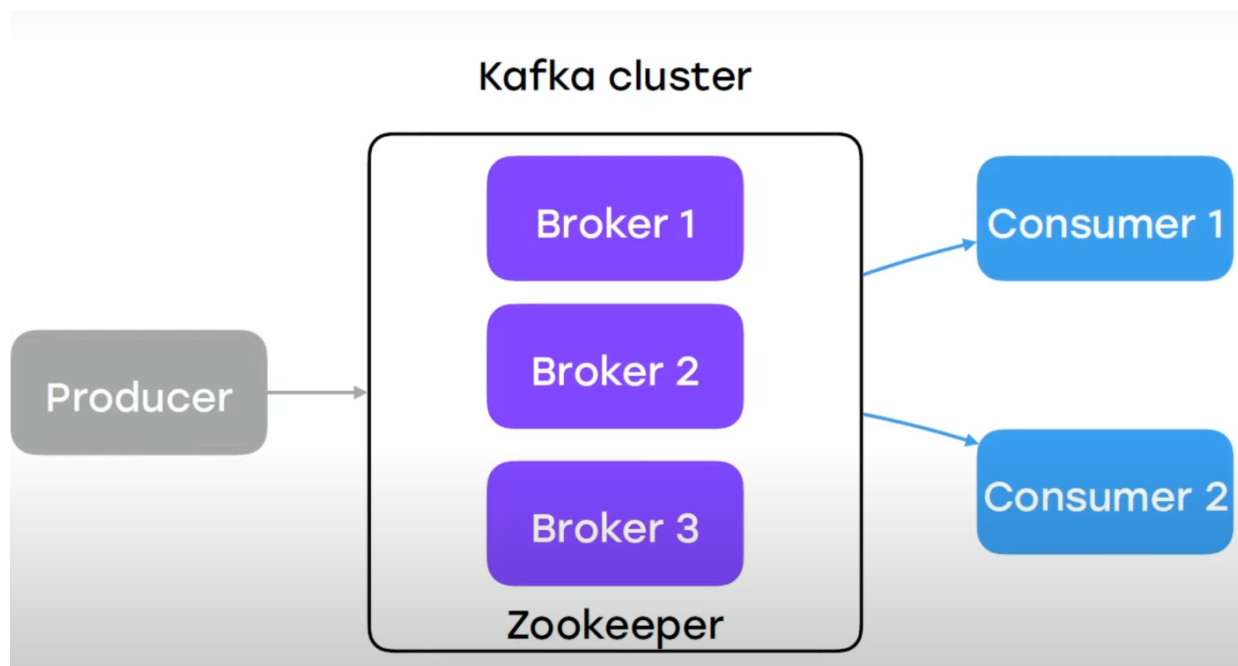 Kafka cluster
Producer
Broker 1
Broker 2
Broker 3
Zookeeper
Consumer 1
Consumer 2